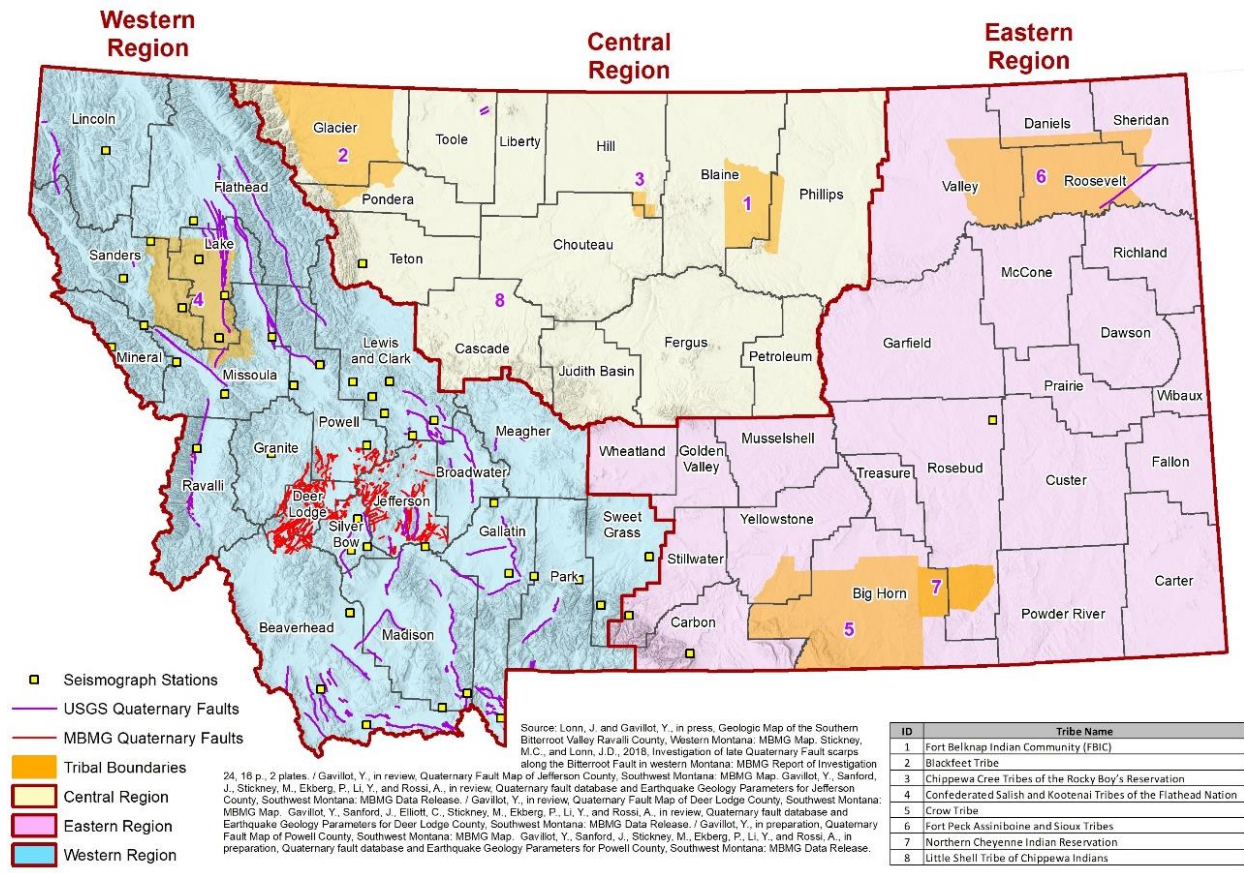 Western
Region
Central
Region
Eastern
Region
Lincoln
Flathead
Glacier
2
Toole
Liberty
Hill
3
Blaine
1
Phillips
Daniels
Sheridan
Valley
6
Roosevelt
Pondera
Sanders
Lake
4
Teton
Chouteau
8
McCone
Richland
Mineral
Missoula
Lewis
and Clark
Cascade
Judith Basin
Fergus
Petroleum
Garfield
Dawson
Prairie
Wibaux
Powell
Granite
Ravalli
Meagher
Broadwater
Wheatland
Golden
Valley
Musselshell
Treasure
Rosebud
Custer
Fallon
Deer
Lodge
Jefferson
Silver
Bow
Gallatin
Sweet
Grass
Yellowstone
Stillwater
Park
Big Horn
7
Carter
Beaverhead
Madison
Carbon
5
Powder River
Seismograph Stations
USGS Quaternary Faults
MBMG Quaternary Faults
Tribal Boundaries
Central Region
Eastern Region
Western Region
Source: Lonn, J. and Gavillot, Y., in press, Geologic Map of the Southern
Bitterroot Valley Ravalli County, Western Montana: MBMG Map. Stickney,
M.C., and Lonn, J.D., 2018, Investigation of late Quaternary Fault scarps
along the Bitterroot Fault in western Montana: MBMG Report of Investigation
24, 16 p., 2 plates. / Gavillot, Y., in review, Quaternary Fault Map of Jefferson County, Southwest Montana: MBMG Map. Gavillot, Y., Sanford,
J., Stickney, M., Ekberg, P., Li, Y., and Rossi, A., in review, Quaternary fault database and Earthquake Geology Parameters for Jefferson
County, Southwest Montana: MBMG Data Release. / Gavillot, Y., in review, Quaternary Fault Map of Deer Lodge County, Southwest Montana:
MBMG Map. Gavillot, Y., Sanford, J., Elliott, C., Stickney, M., Ekberg, P., Li, Y., and Rossi, A., in review, Quaternary fault database and
Earthquake Geology Parameters for Deer Lodge County, Southwest Montana: MBMG Data Release. / Gavillot, Y., in preparation, Quaternary
Fault Map of Powell County, Southwest Montana: MBMG Map. Gavillot, Y., Sanford, J., Stickney, M., Ekberg, P., Li, Y., and Rossi, A., in
preparation, Quaternary fault database and Earthquake Geology Parameters for Powell County, Southwest Montana: MBMG Data Release.
ID Tribe Name
1 Fort Belknap Indian Community (FBIC)
2 Blackfeet Tribe
3 Chippewa Cree Tribes of the Rocky Boy's Reservation
4 Confederated Salish and Kootenai Tribes of the Flathead Nation
5 Crow Tribe
6 Fort Peck Assiniboine and Sioux Tribes
7 Northern Cheyenne Indian Reservation
8 Little Shell Tribe of Chippewa Indians